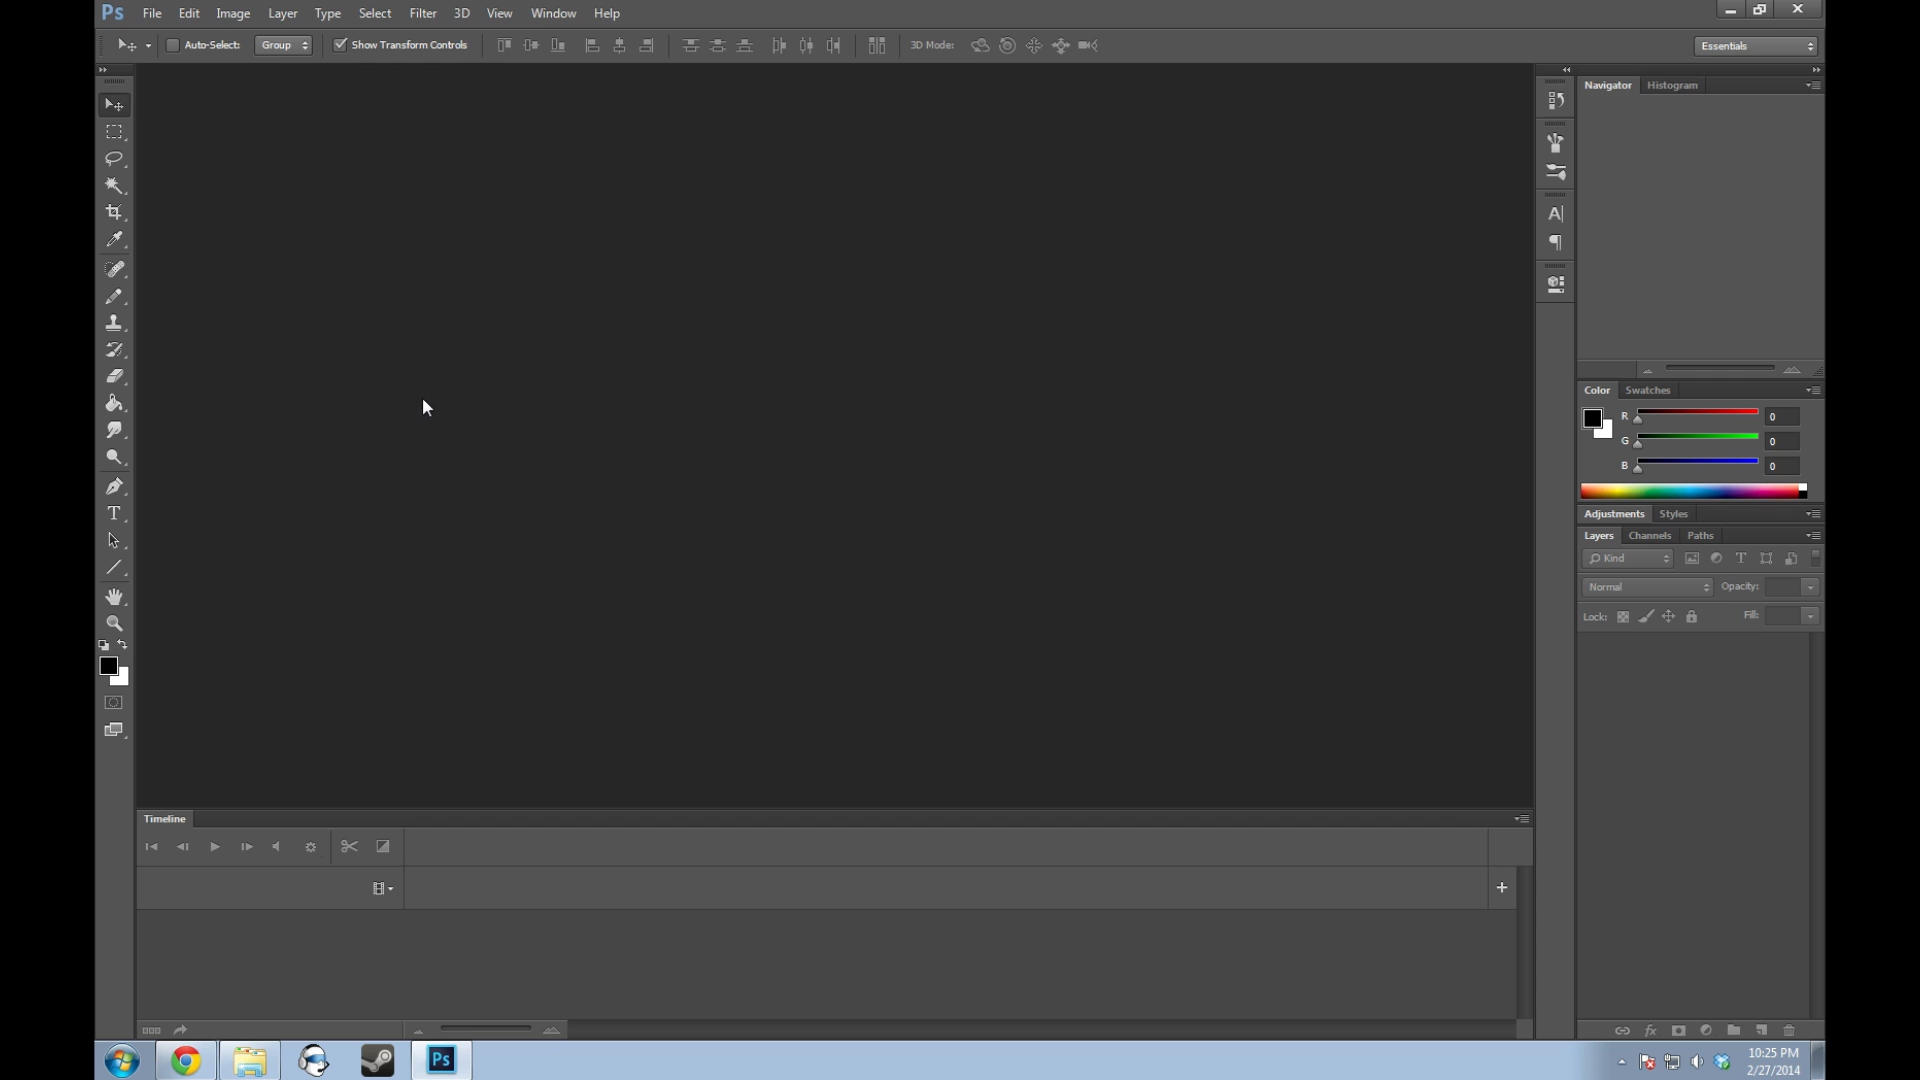 Ps File Edit Image Layer Type Select Filter 3D View Window Help
Auto-Select: Group Show Transform Controls 3D Mode: Essentials
Navigator Histogram
Color Swatches
R 0
G 0
B 0
Adjustments Styles
Layers Channels Paths
Kind
Normal Opacity:
Lock: Fill:
Timeline
Ps
10:25 PM
2/27/2014